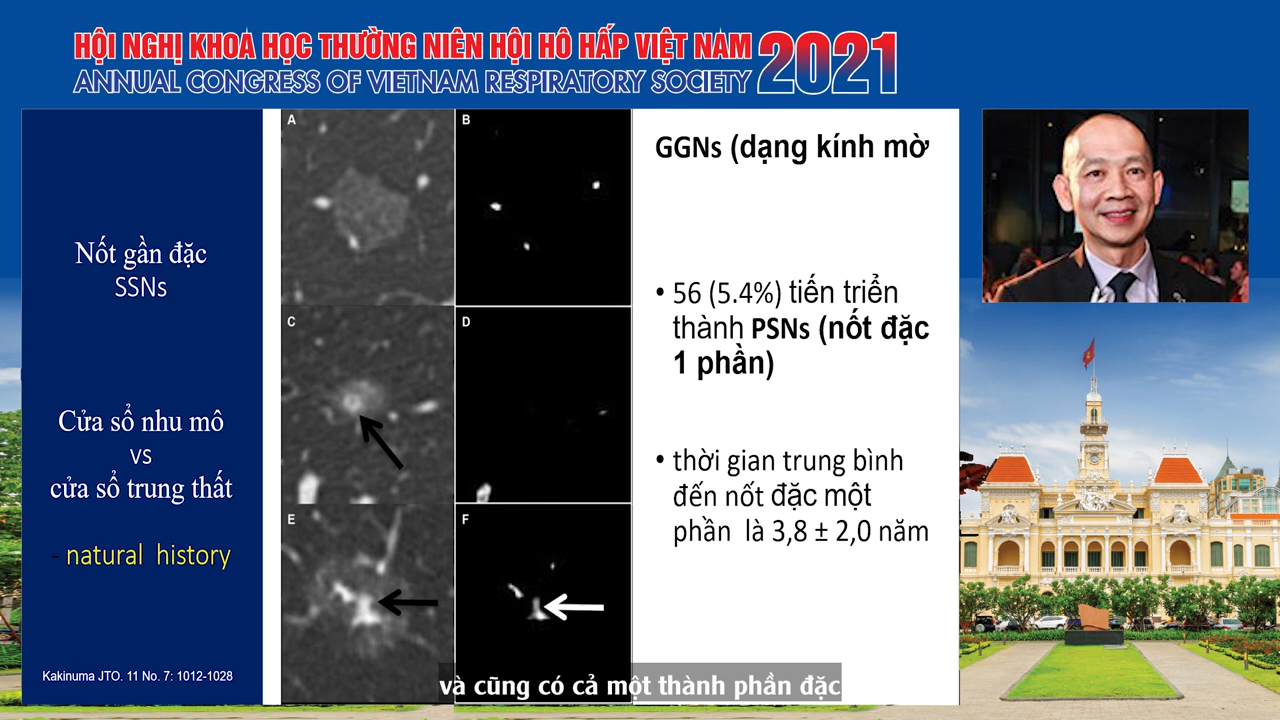 HỘI NGHỊ KHOA HỌC THƯỜNG NIÊN HỘI HÔ HẤP VIỆT NAM 2021
ANNUAL CONGRESS OF VIETNAM RESPIRATORY SOCIETY
Nốt gần đặc
SSNs
Cửa sổ nhu mô
vs
cửa sổ trung thất
- natural history
Kakinuma JTO. 11 No. 7: 1012-1028
A
B
C
D
E
F
GGNs (dạng kính mờ
• 56 (5.4%) tiến triển
thành PSNs (nốt đặc
1 phần)
• thời gian trung bình
đến nốt đặc một
phần là 3,8 ± 2,0 năm
và cũng có cả một thành phần đặc